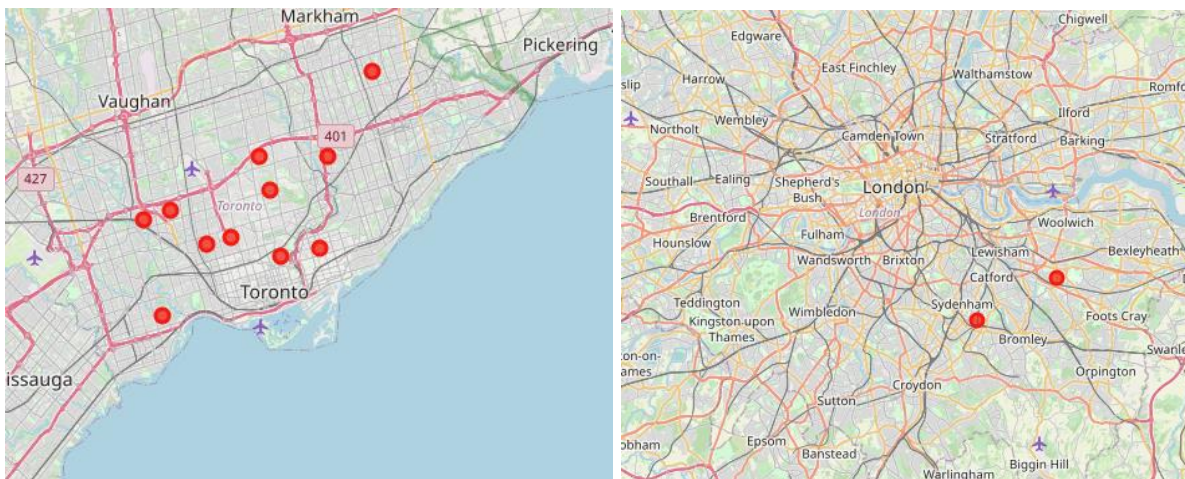 Markham
Pickering
Vaughan
401
427
Toronto
Toronto
issauga
Chigwell
Edgware
East Finchley
Walthamstow
Harrow
Romfo
slip
Ilford
Wembley
Northolt
Camden Town
Stratford
Barking
Southall
Ealing
Shepherd's
Bush
London
London
Brentford
Woolwich
Fulham
Hounslow
Lewisham
Bexleyheath
Wandsworth
Brixton
Catford
Teddington
Sydenham
Wimbledon
Foots Cray
Kingston upon
Thames
Bromley
Swanle
ton-on-
ames
Orpington
Croydon
Sutton
Epsom
obham
Banstead
Biggin Hill
Warlingham